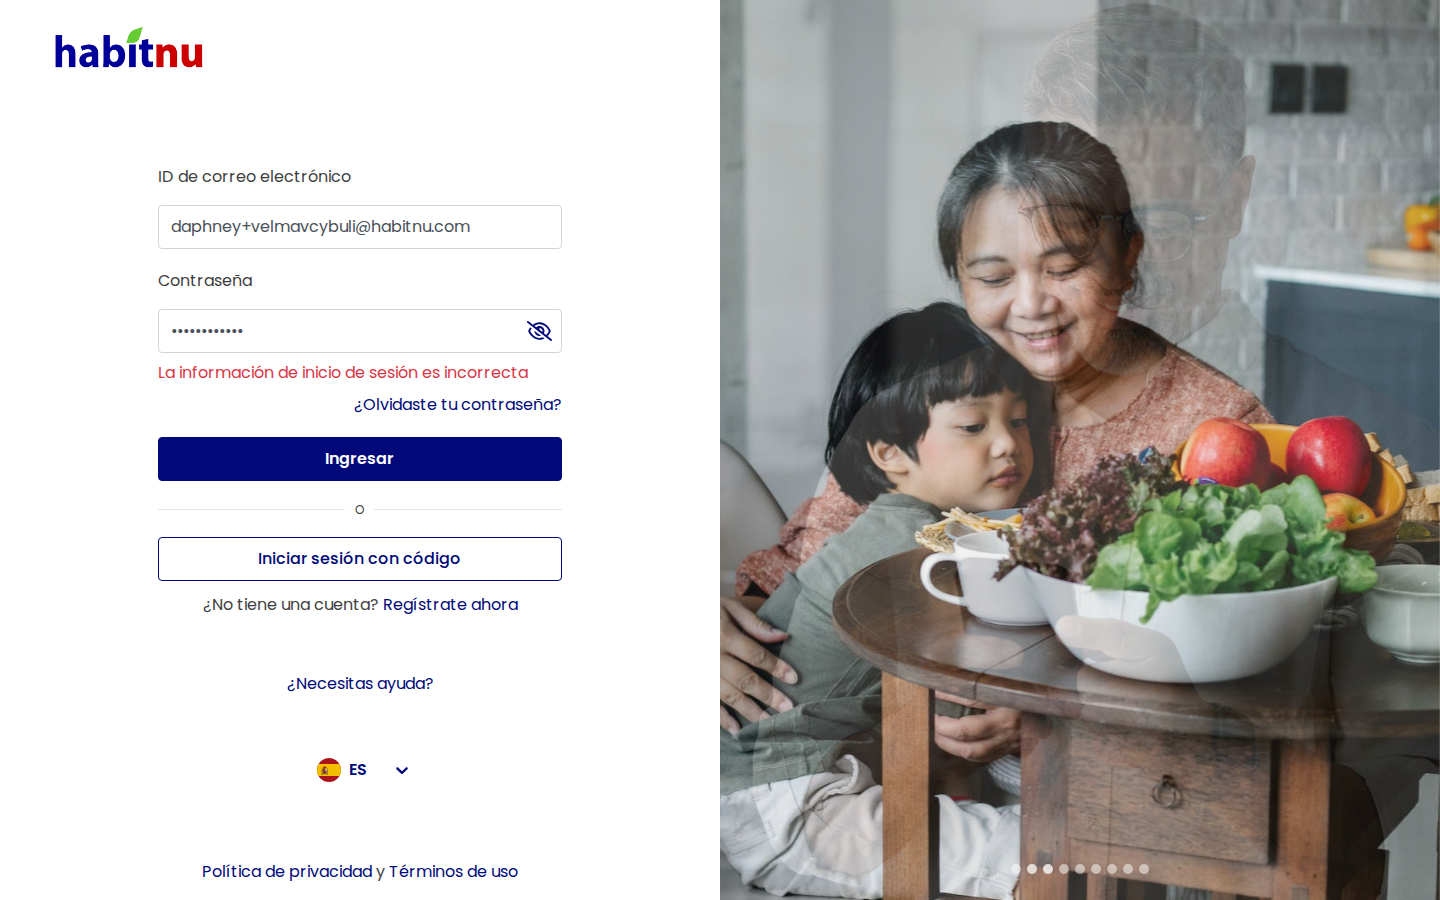 habitnu
ID de correo electrónico
daphney+velmavcybuli@habitnu.com
Contraseña
••••••••••••
La información de inicio de sesión es incorrecta
¿Olvidaste tu contraseña?
Ingresar
O
Iniciar sesión con código
¿No tiene una cuenta? Regístrate ahora
¿Necesitas ayuda?
ES
Política de privacidad y Términos de uso